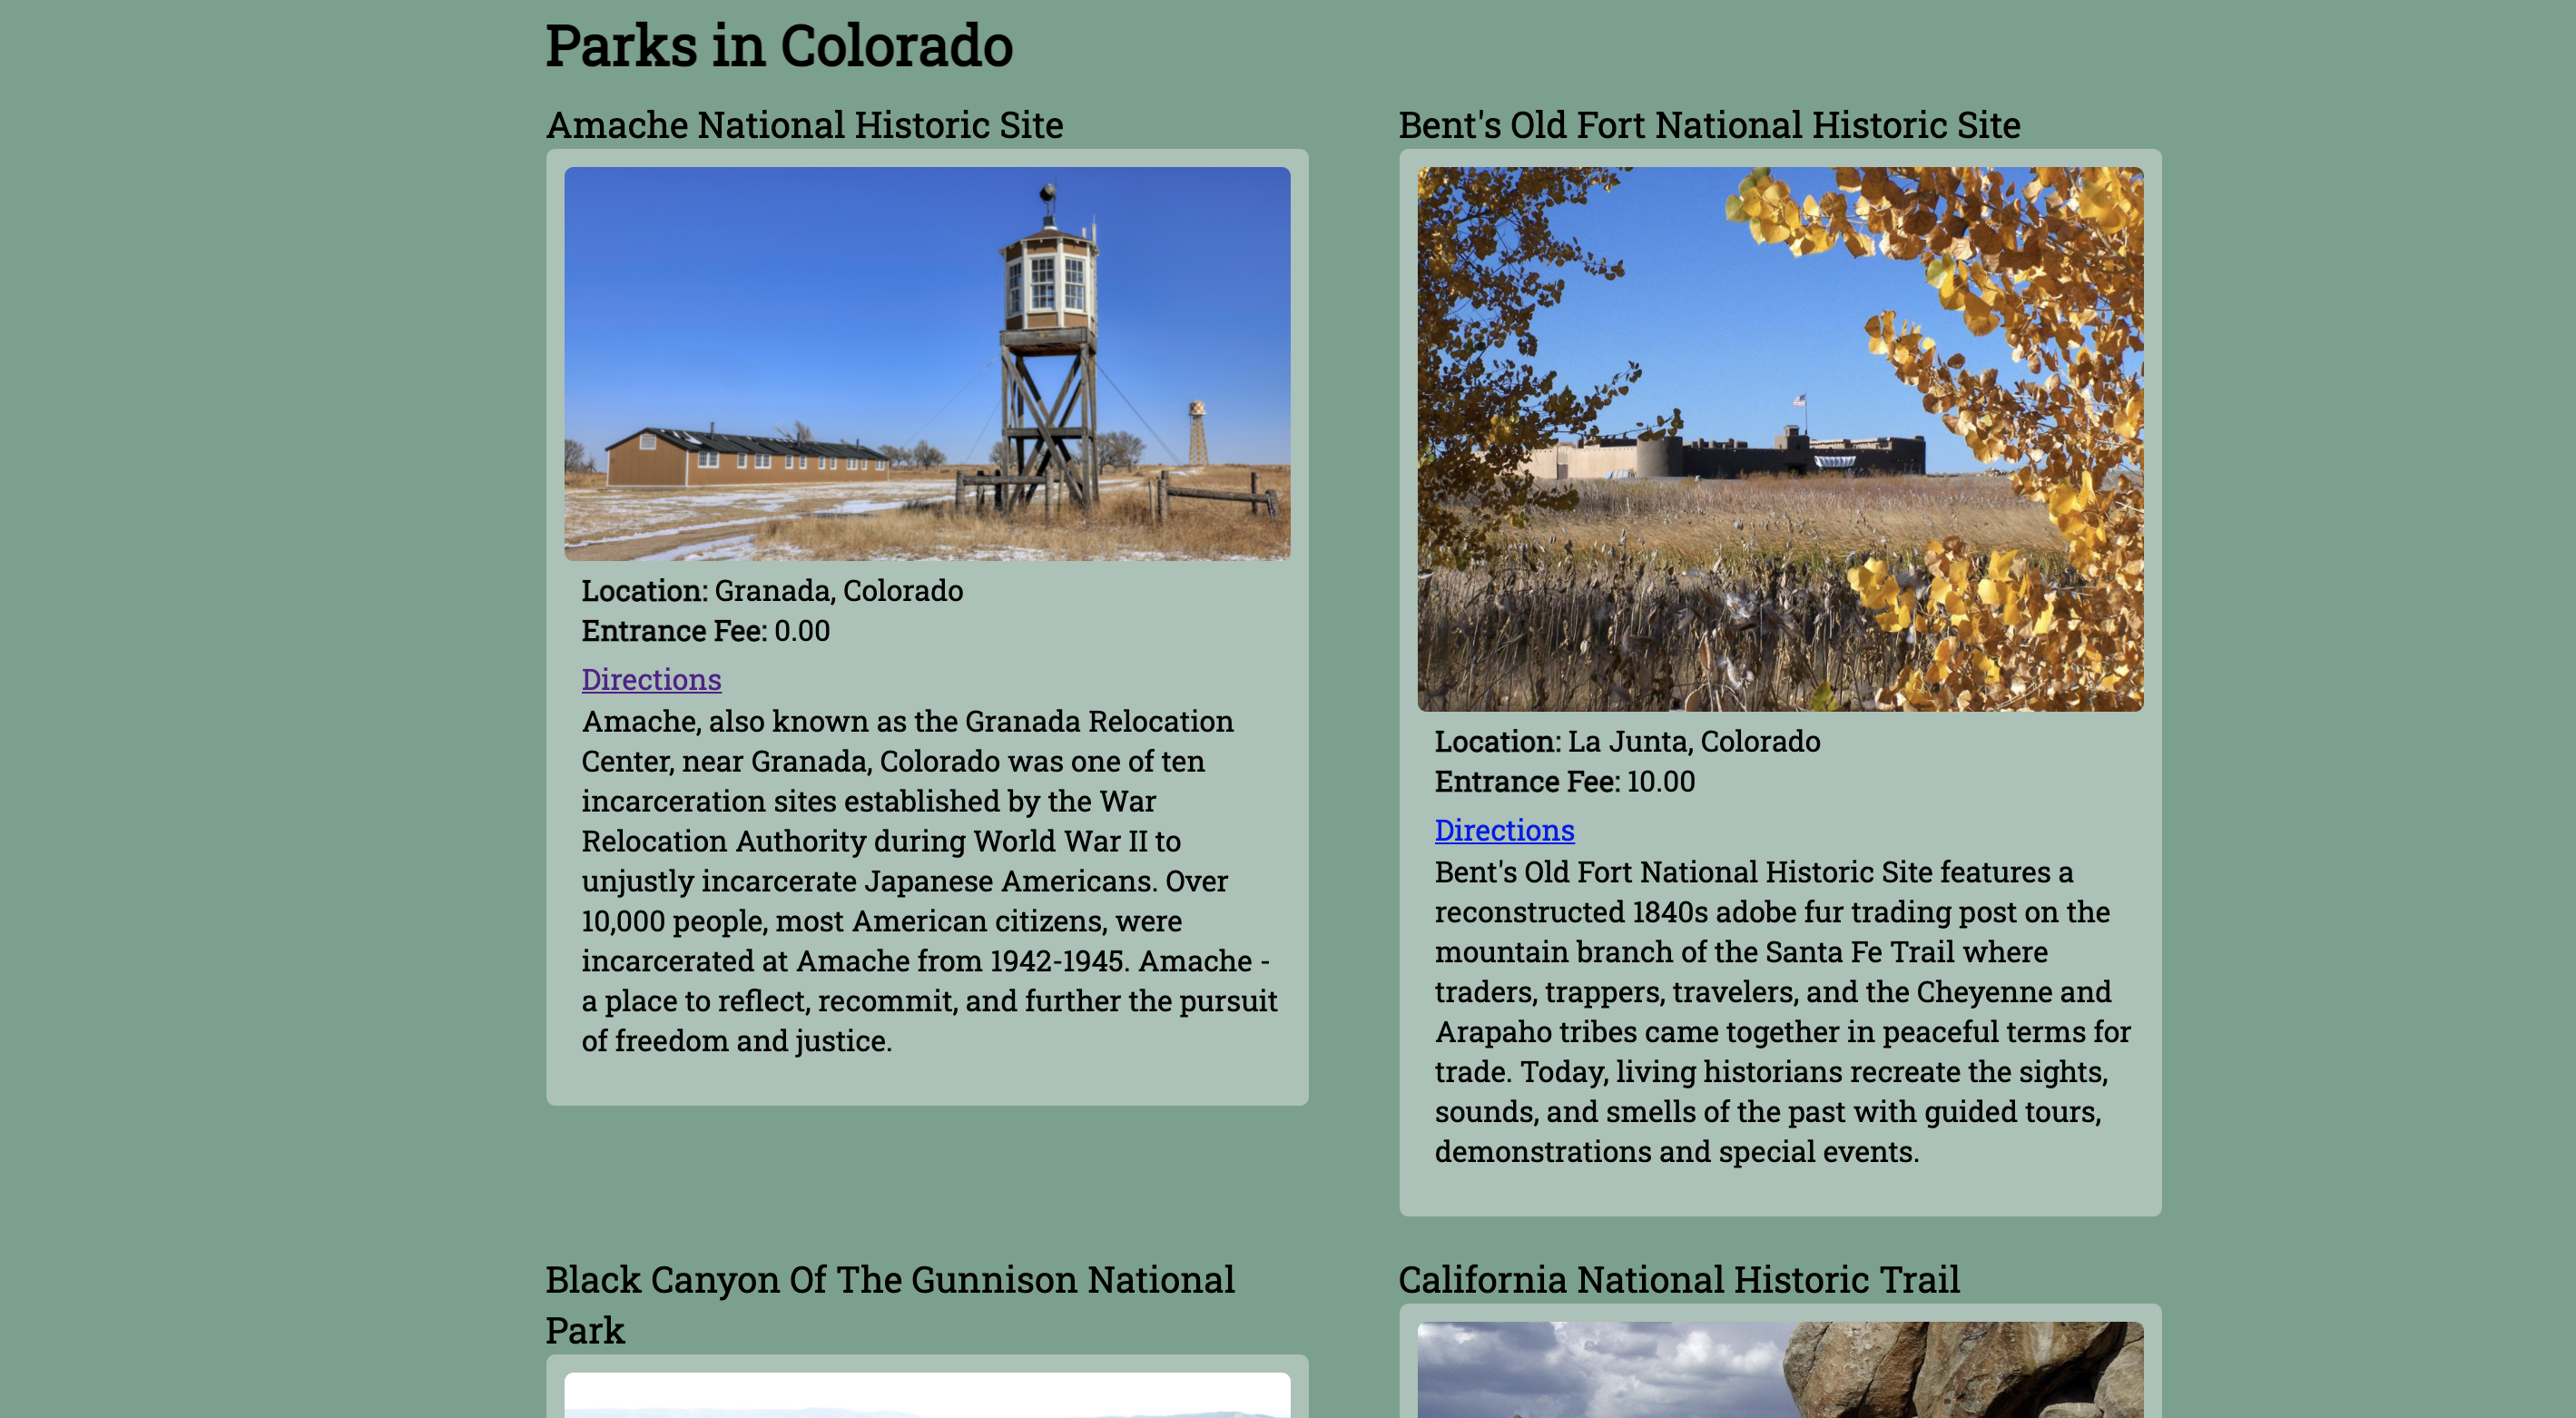 Parks in Colorado
Amache National Historic Site
Location: Granada, Colorado
Entrance Fee: 0.00
Directions
Amache, also known as the Granada Relocation
Center, near Granada, Colorado was one of ten
incarceration sites established by the War
Relocation Authority during World War II to
unjustly incarcerate Japanese Americans. Over
10,000 people, most American citizens, were
incarcerated at Amache from 1942-1945. Amache -
a place to reflect, recommit, and further the pursuit
of freedom and justice.
Bent's Old Fort National Historic Site
Location: La Junta, Colorado
Entrance Fee: 10.00
Directions
Bent's Old Fort National Historic Site features a
reconstructed 1840s adobe fur trading post on the
mountain branch of the Santa Fe Trail where
traders, trappers, travelers, and the Cheyenne and
Arapaho tribes came together in peaceful terms for
trade. Today, living historians recreate the sights,
sounds, and smells of the past with guided tours,
demonstrations and special events.
Black Canyon Of The Gunnison National
Park
California National Historic Trail